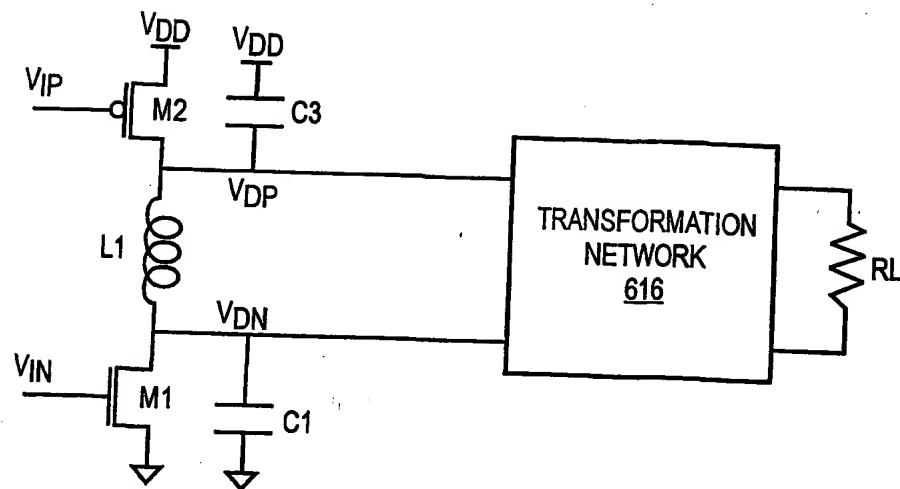 VDD
VDD
VIP
M2
C3
VDP
L1
TRANSFORMATION
NETWORK
616
RL
VDN
VIN
M1
C1